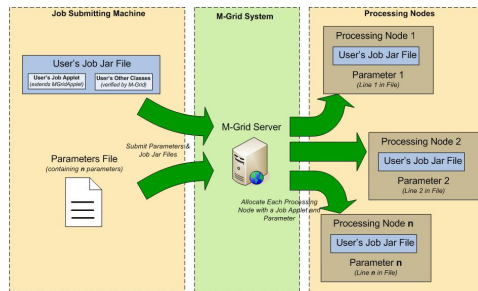 Job Submitting Machine
M-Grid System
Processing Nodes
User's Job Jar File
User's Job Applet
(extends MGridApplet)
User's Other Classes
(verified by M-Grid)
Parameters File
(containing n parameters)
Submit Parameters &
Job Jar Files
M-Grid Server
Allocate Each Processing
Node with a Job Applet and
Parameter
Processing Node 1
User's Job Jar File
Parameter 1
(Line 1 in File)
Processing Node 2
User's Job Jar File
Parameter 2
(Line 2 in File)
Processing Node n
User's Job Jar File
Parameter n
(Line n in File)